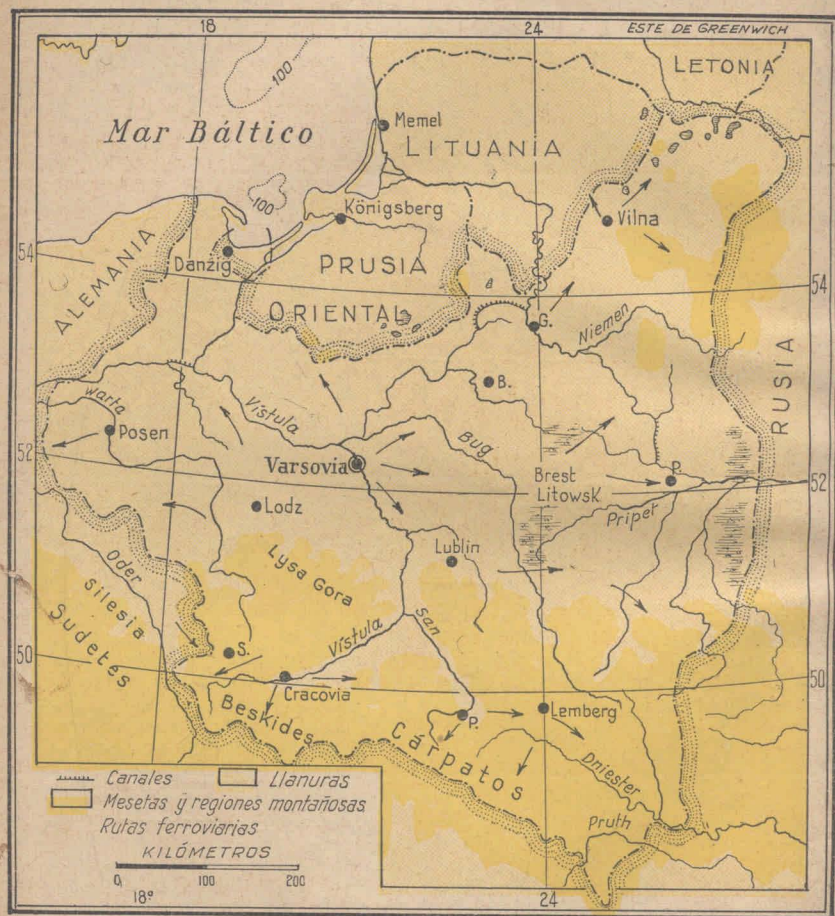 18
24
ESTE DE GREENWICH
LETONIA
100
Mar Báltico
Memel
LITUANIA
100
Königsberg
Vilna
54
Danzig
ALEMANIA
PRUSIA
ORIENTAL
54
G.
Niemen
RUSIA
B.
Warta
Vístula
Posen
Bug
52
Varsovia
Brest
Litowsk
P.
52
Pripet
Lodz
Lublin
Lysa Gora
Oder
Silesia
Sudetes
San
50
S.
Vístula
50
Cracovia
Beskides
P.
Lemberg
Cárpatos
Dniester
Pruth
Canales
Llanuras
Mesetas y regiones montañosas
Rutas ferroviarias
KILÓMETROS
0
100
200
18º
24